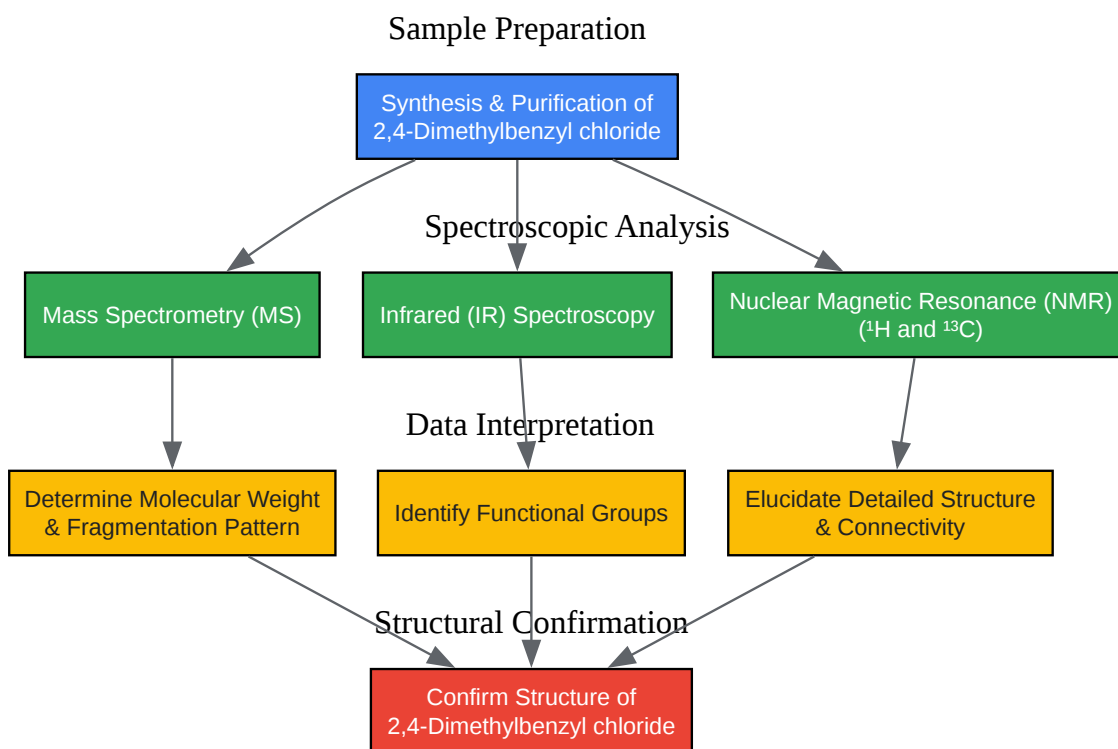 Sample Preparation
Synthesis & Purification of
2,4-Dimethylbenzyl chloride
Spectroscopic Analysis
Mass Spectrometry (MS)
Infrared (IR) Spectroscopy
Nuclear Magnetic Resonance (NMR)
(¹H and ¹³C)
Data Interpretation
Determine Molecular Weight
& Fragmentation Pattern
Identify Functional Groups
Elucidate Detailed Structure
& Connectivity
Structural Confirmation
Confirm Structure of
2,4-Dimethylbenzyl chloride